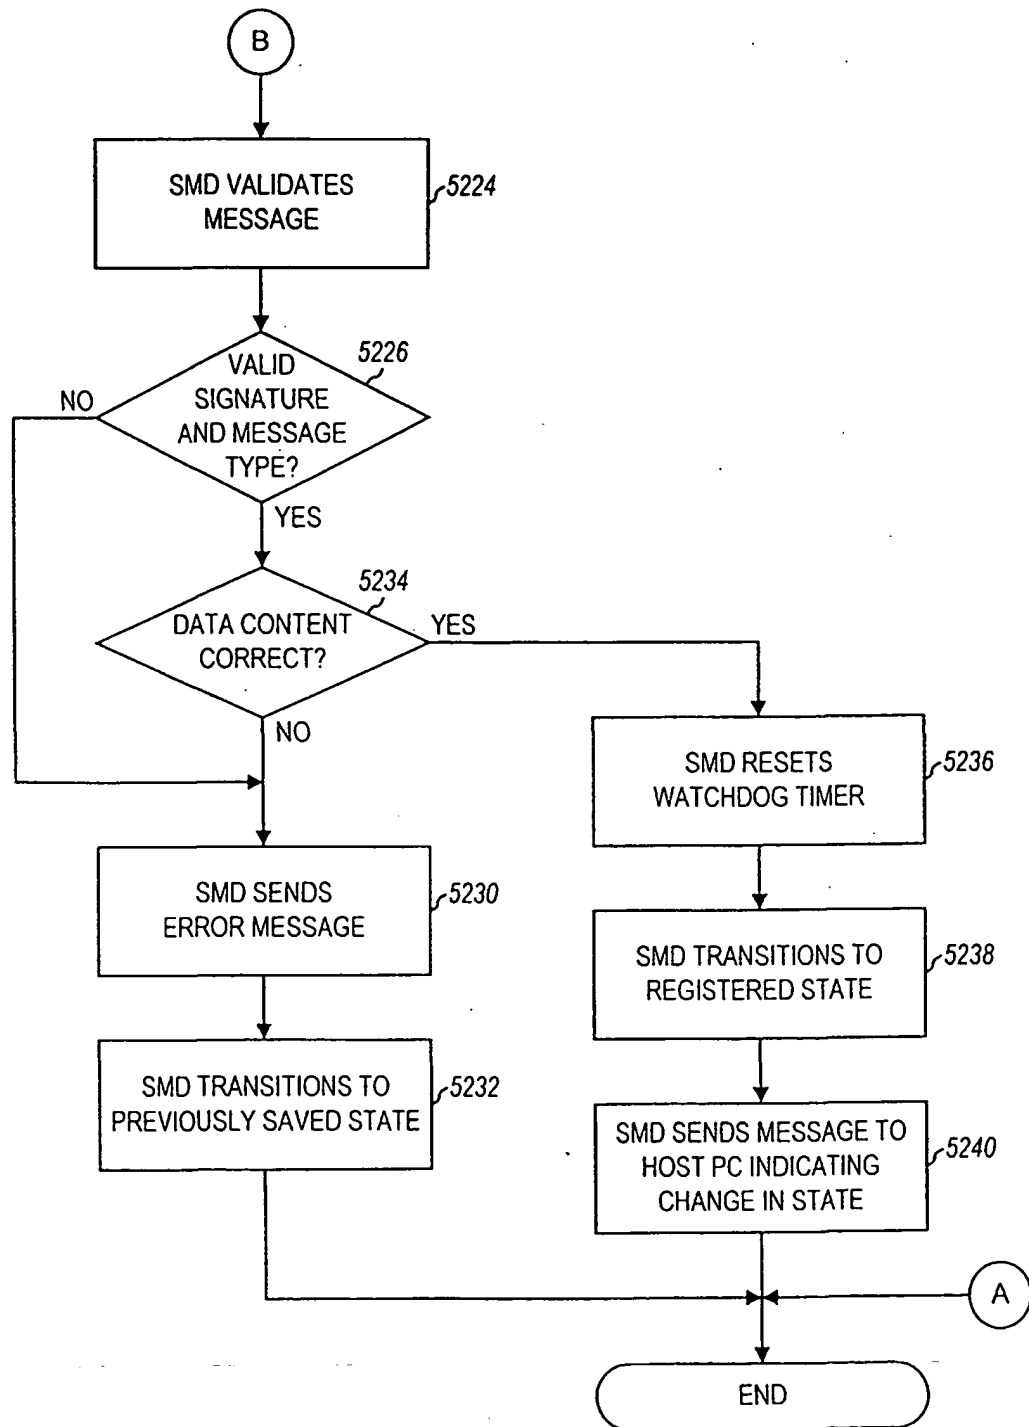 B
SMD VALIDATES
MESSAGE
5224
VALID
SIGNATURE
AND MESSAGE
TYPE?
5226
NO
YES
DATA CONTENT
CORRECT?
5234
YES
NO
SMD RESETS
WATCHDOG TIMER
5236
SMD SENDS
ERROR MESSAGE
5230
SMD TRANSITIONS TO
REGISTERED STATE
5238
SMD TRANSITIONS TO
PREVIOUSLY SAVED STATE
5232
SMD SENDS MESSAGE TO
HOST PC INDICATING
CHANGE IN STATE
5240
A
END